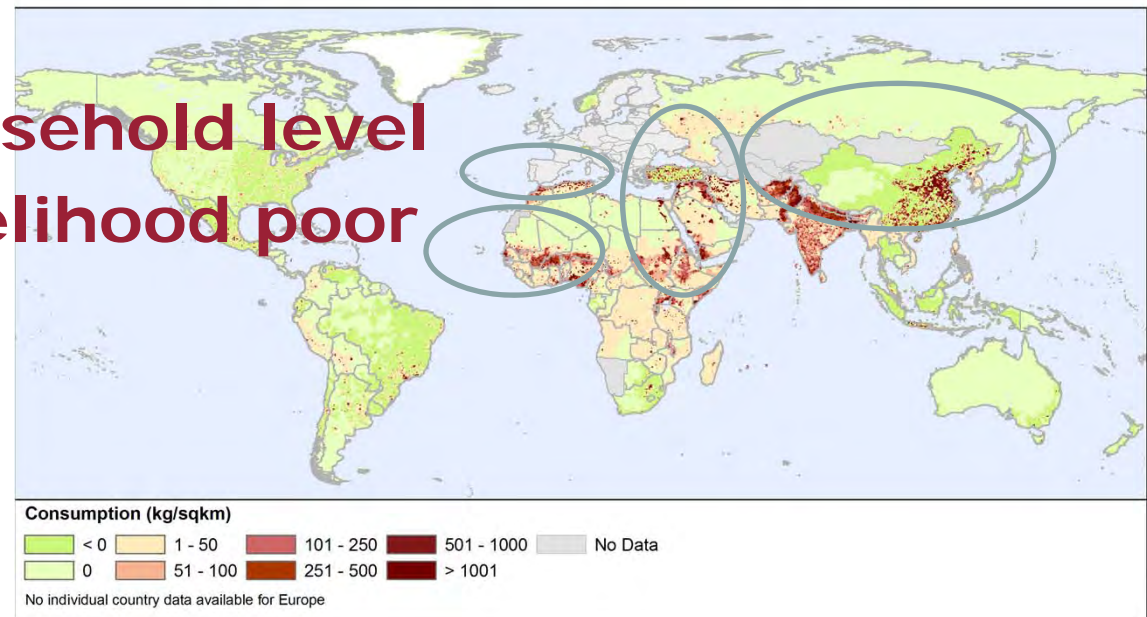 sehold level
elihood poor
Consumption (kg/sqkm)
< 0 1 - 50 101 - 250 501 - 1000 No Data
0 51 - 100 251 - 500 > 1001
No individual country data available for Europe